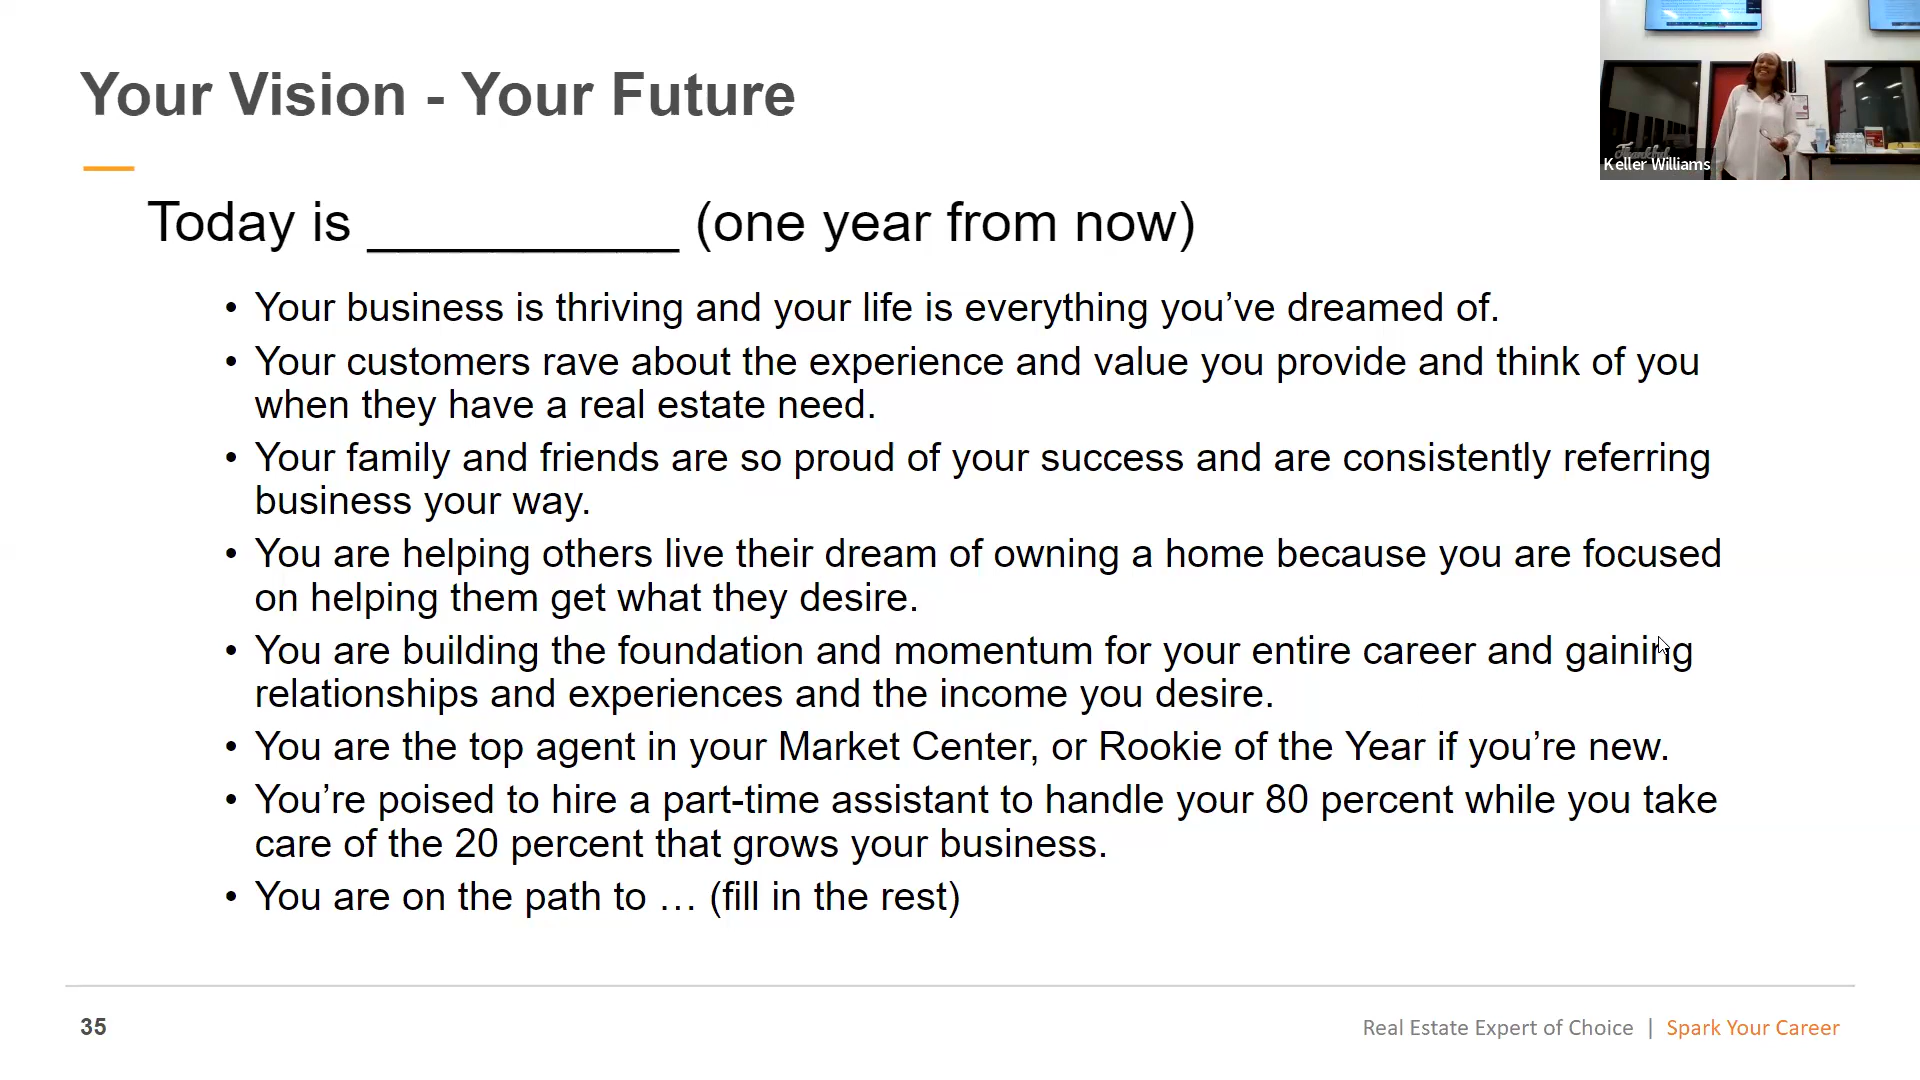 Your Vision - Your Future
Today is __________ (one year from now)
• Your business is thriving and your life is everything you’ve dreamed of.
• Your customers rave about the experience and value you provide and think of you
when they have a real estate need.
• Your family and friends are so proud of your success and are consistently referring
business your way.
• You are helping others live their dream of owning a home because you are focused
on helping them get what they desire.
• You are building the foundation and momentum for your entire career and gaining
relationships and experiences and the income you desire.
• You are the top agent in your Market Center, or Rookie of the Year if you’re new.
• You’re poised to hire a part-time assistant to handle your 80 percent while you take
care of the 20 percent that grows your business.
• You are on the path to … (fill in the rest)
35
Real Estate Expert of Choice | Spark Your Career
Thankful
Keller Williams